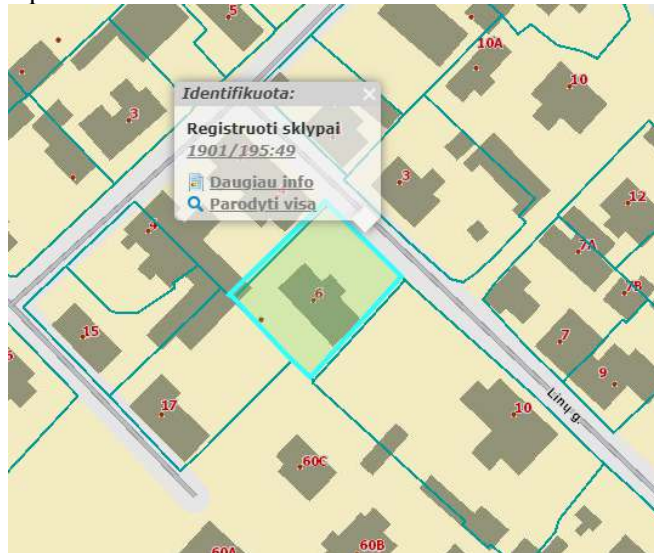 5
10A
10
Identifikuota:
3
Registruoti sklypai
1901/195:49
Daugiau info
Parodyti visa
3
12
4
7A
7B
6
15
7
9
17
10
Linų g.
60C
60A
60B